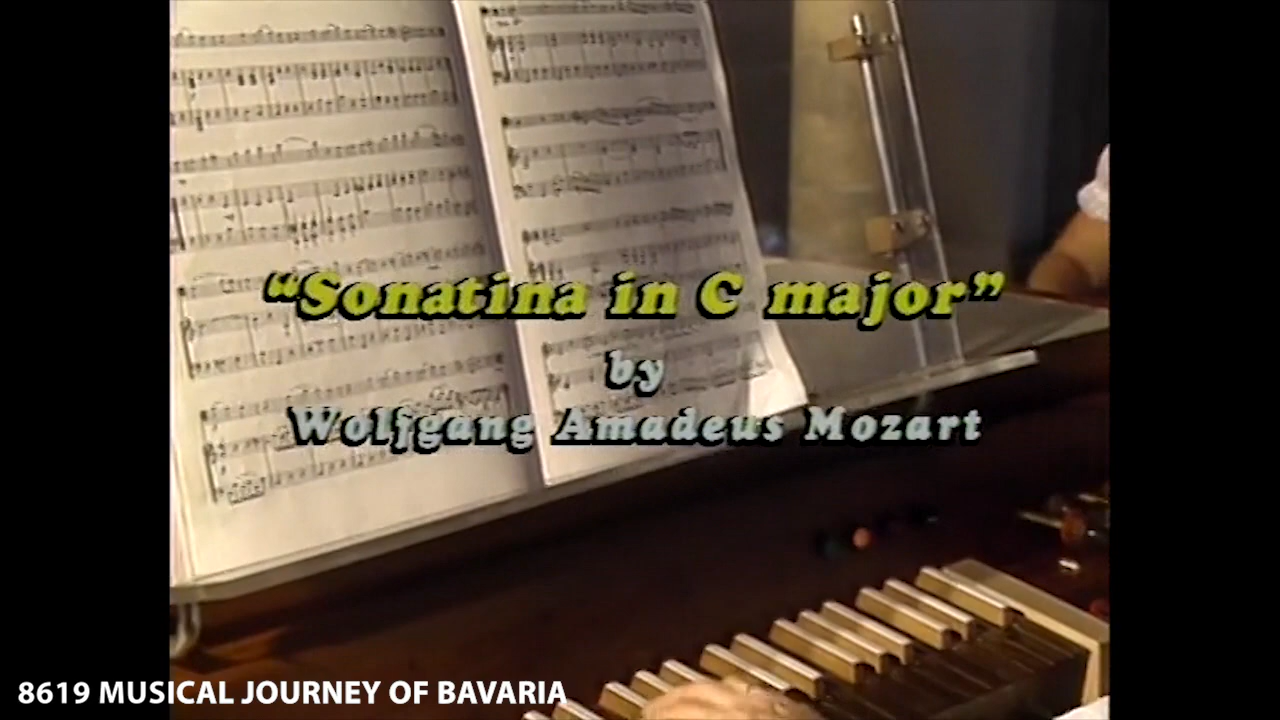 “Sonatina in C major”
by
Wolfgang Amadeus Mozart
8619 MUSICAL JOURNEY OF BAVARIA